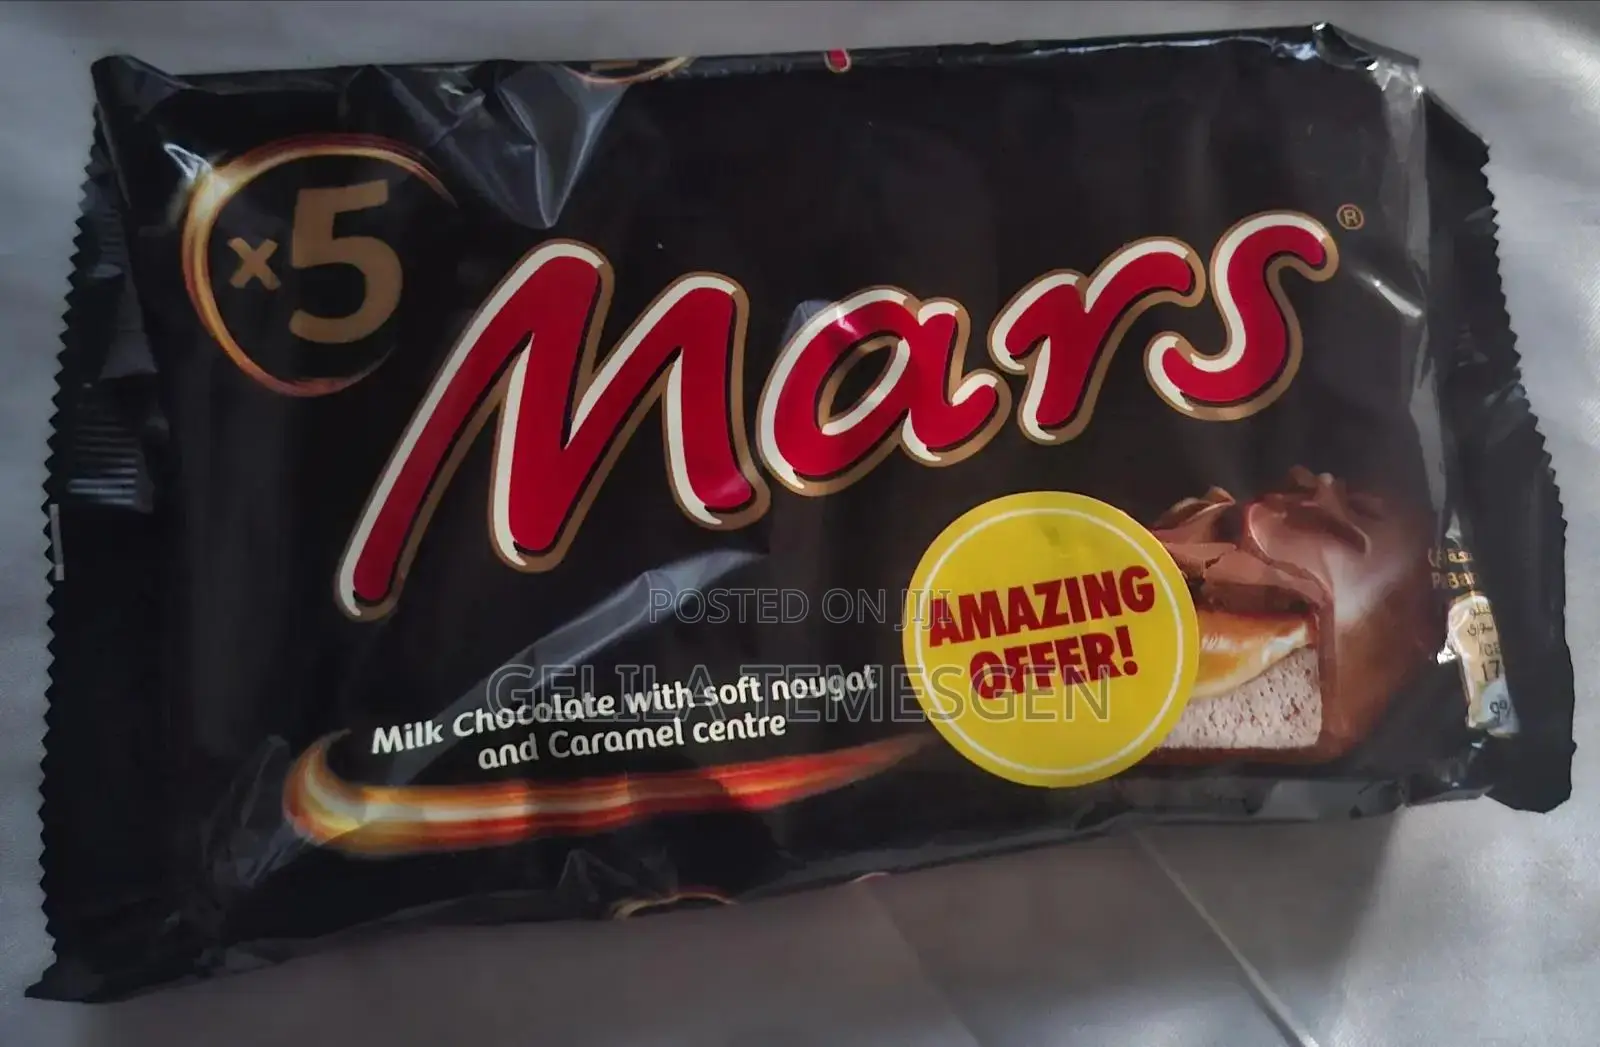 x5
Mars®
AMAZING
OFFER!
Milk Chocolate with soft nougat
and Caramel centre
POSTED ON JIJI
GELILA TEMESGEN